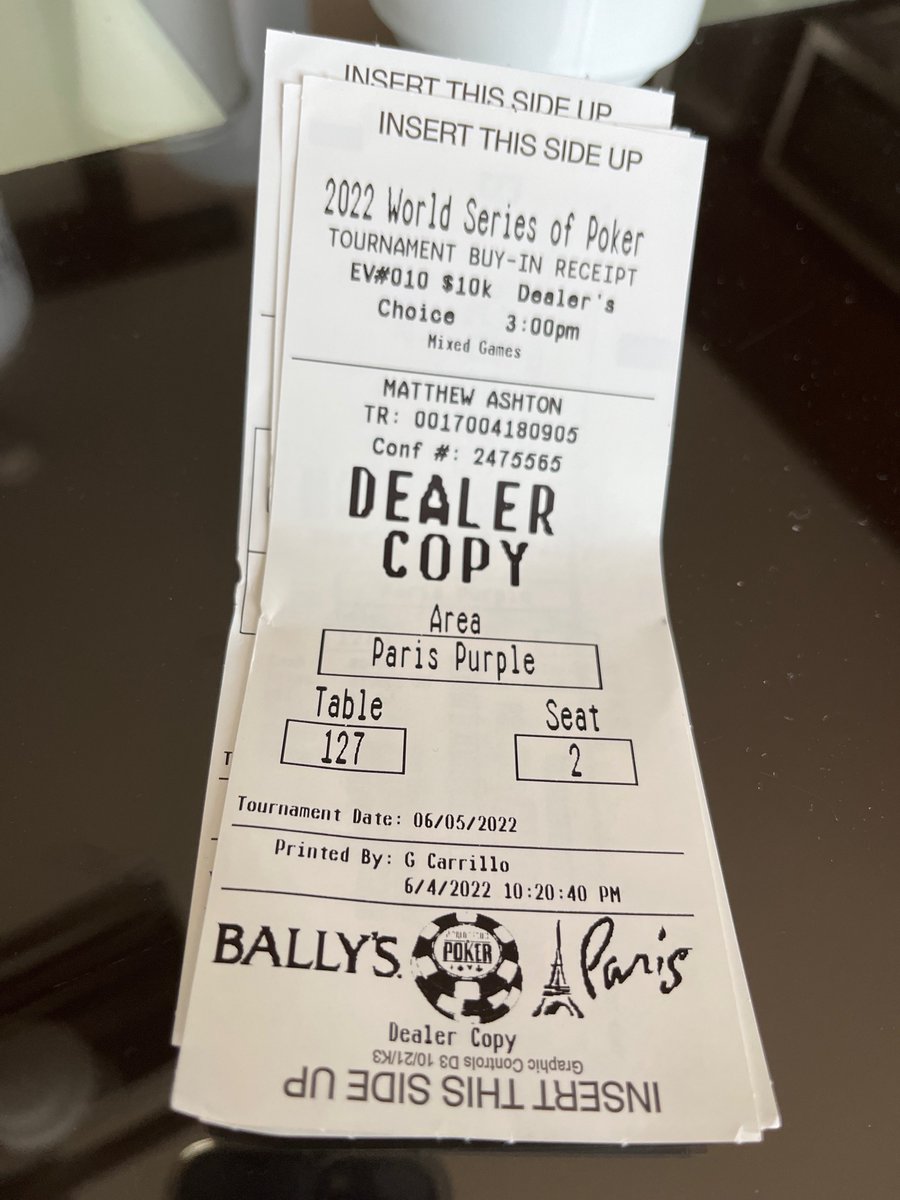 INSERT THIS SIDE UP
INSERT THIS SIDE UP
2022 World Series of Poker
TOURNAMENT BUY-IN RECEIPT
EV#010 $10k Dealer's
Choice 3:00pm
Mixed Games
MATTHEW ASHTON
TR: 0017004180905
Conf #: 2475565
DEALER
COPY
Area
Paris Purple
Table Seat
127 2
T
Tournament Date: 06/05/2022
Printed By: G Carrillo
6/4/2022 10:20:40 PM
BALLY'S POKER Paris
Dealer Copy
Graphic Controls D3 10/21/K3
INSERT THIS SIDE UP